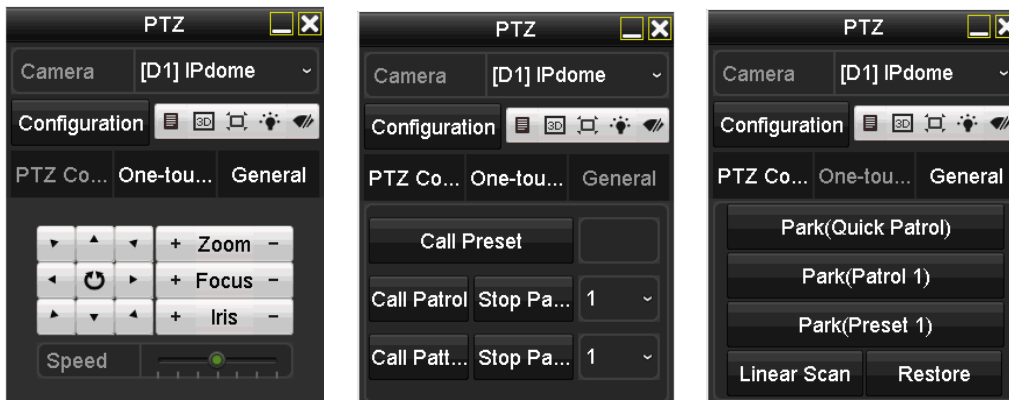 PTZ
Camera [D1] IPdome
Configuration 3D
PTZ Co... One-tou... General
+ Zoom -
+ Focus -
+ Iris -
Speed
PTZ
Camera [D1] IPdome
Configuration 3D
PTZ Co... One-tou... General
Call Preset
Call Patrol Stop Pa... 1
Call Patt... Stop Pa... 1
PTZ
Camera [D1] IPdome
Configuration 3D
PTZ Co... One-tou... General
Park(Quick Patrol)
Park(Patrol 1)
Park(Preset 1)
Linear Scan Restore